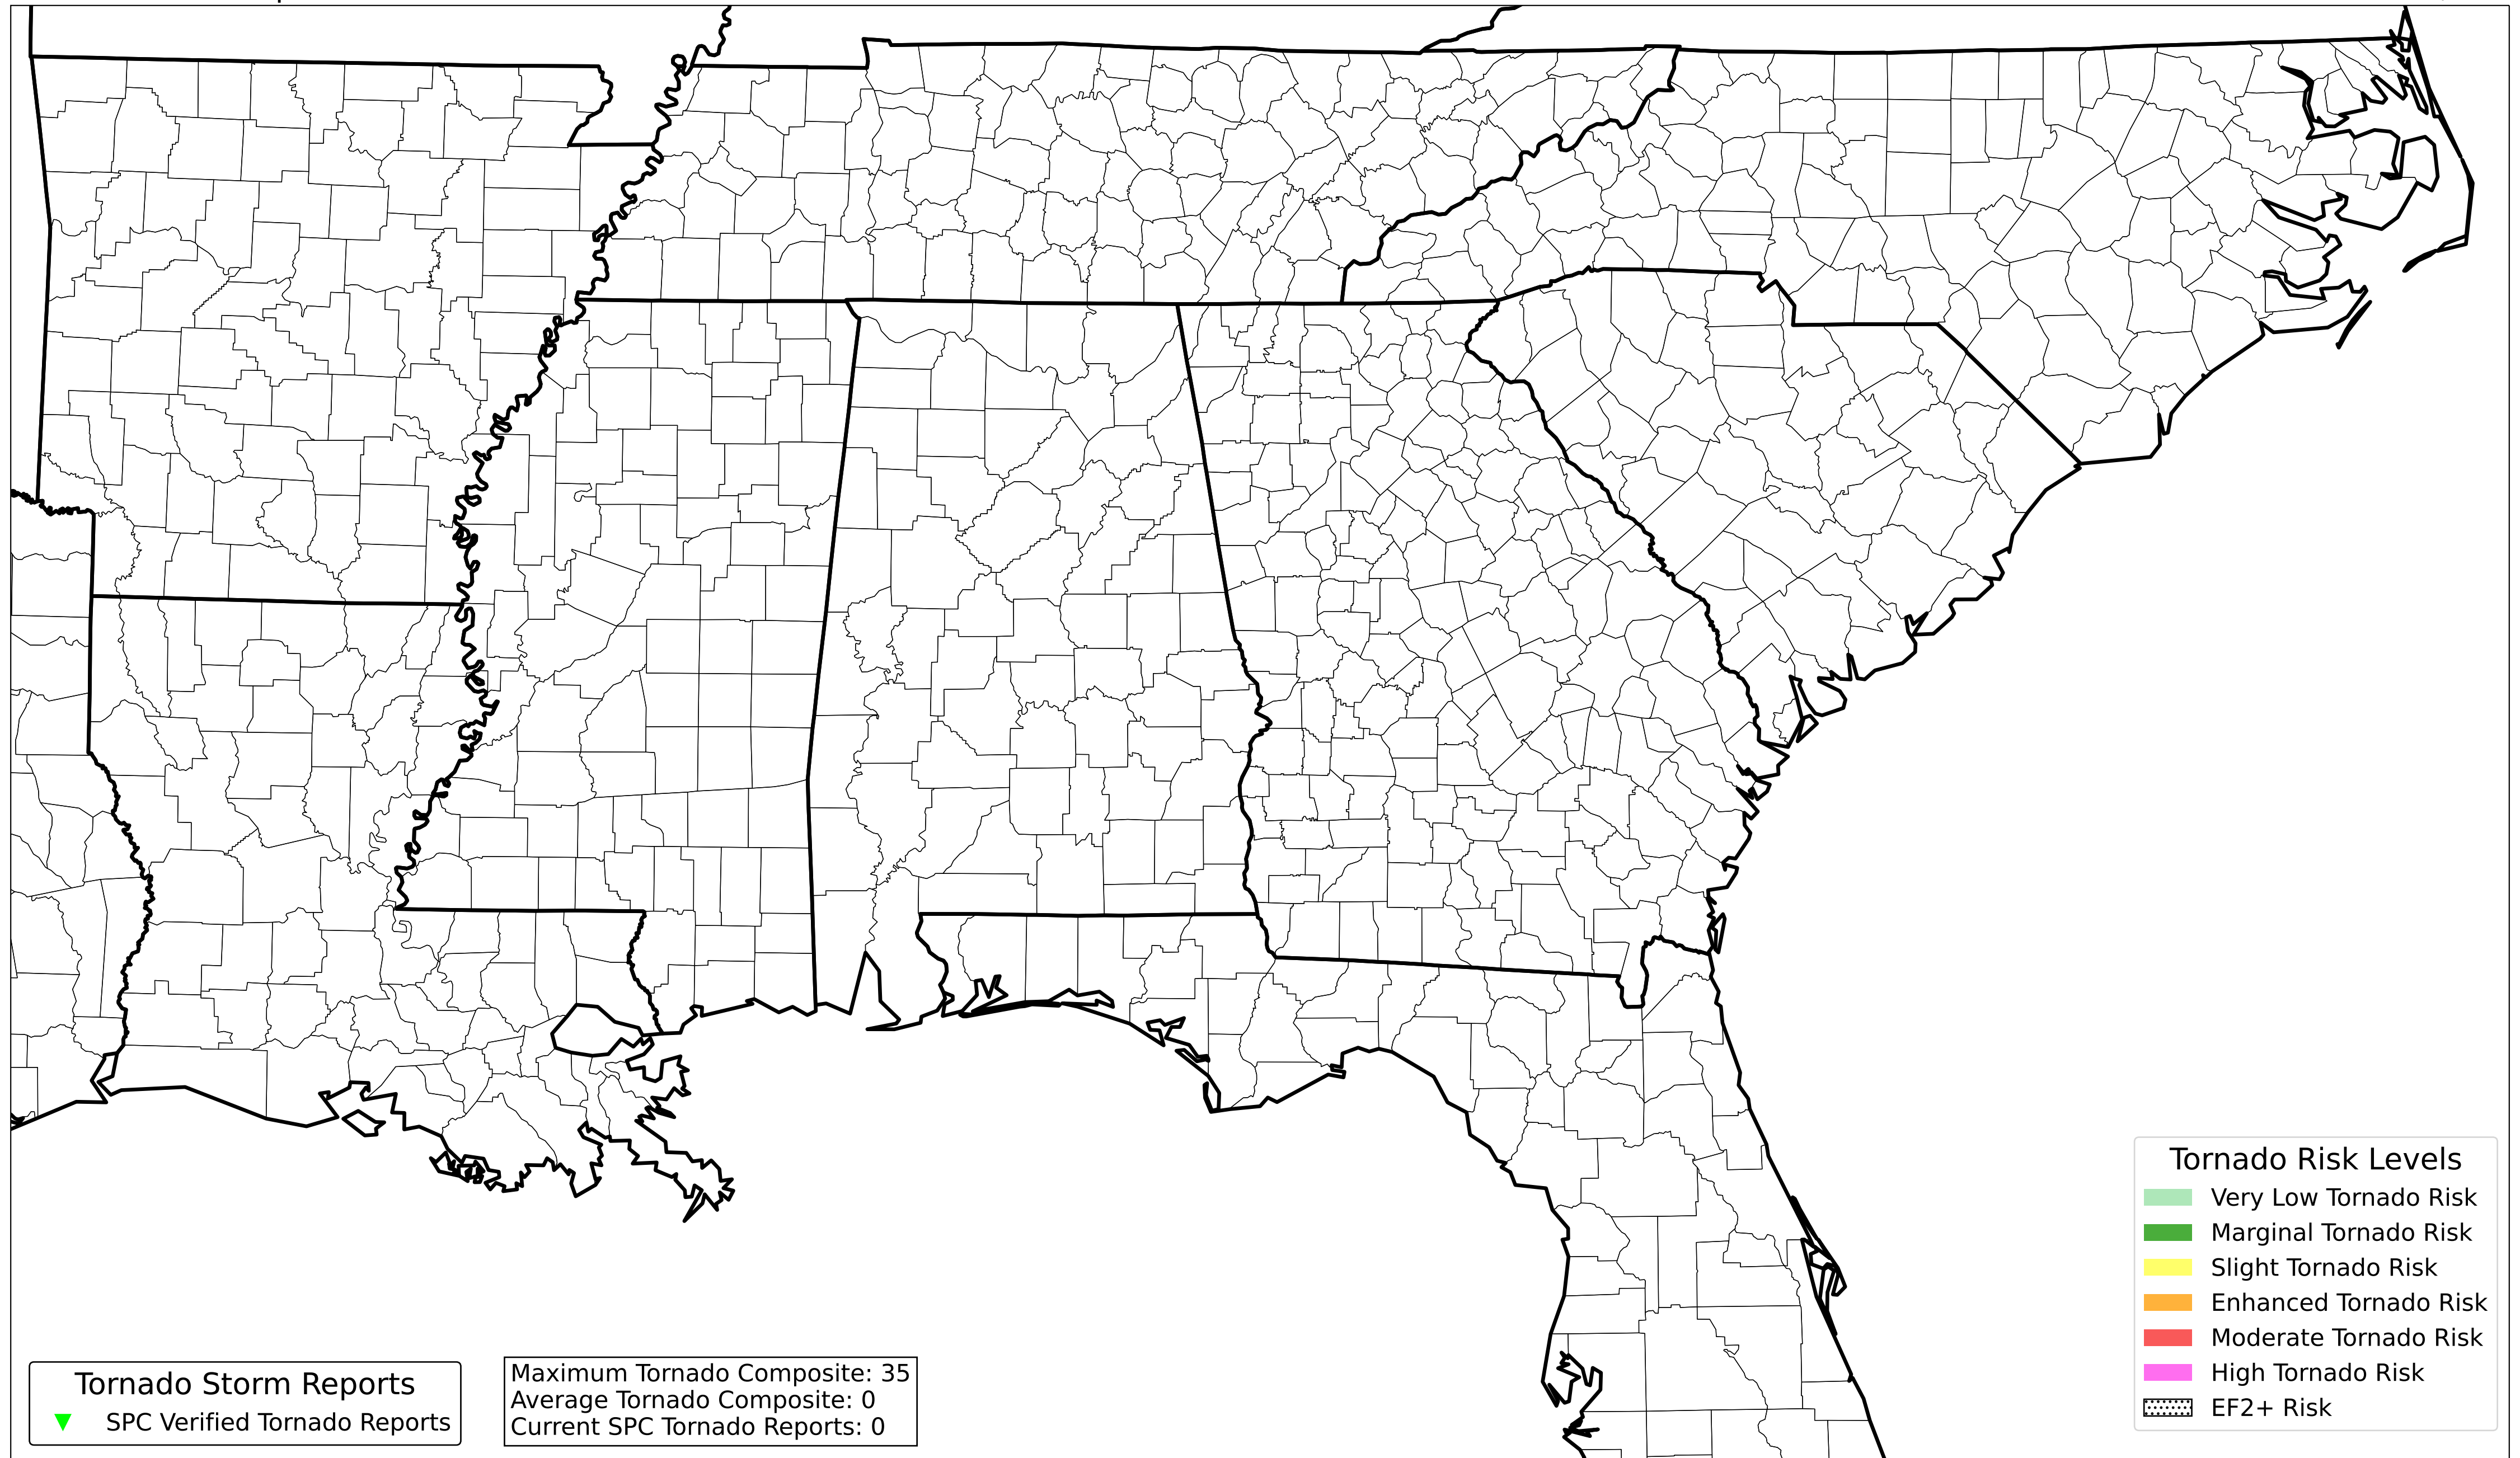 Tornado Risk Levels
Very Low Tornado Risk
Marginal Tornado Risk
Slight Tornado Risk
Enhanced Tornado Risk
Moderate Tornado Risk
High Tornado Risk
EF2+ Risk
Tornado Storm Reports
SPC Verified Tornado Reports
Maximum Tornado Composite: 35
Average Tornado Composite: 0
Current SPC Tornado Reports: 0